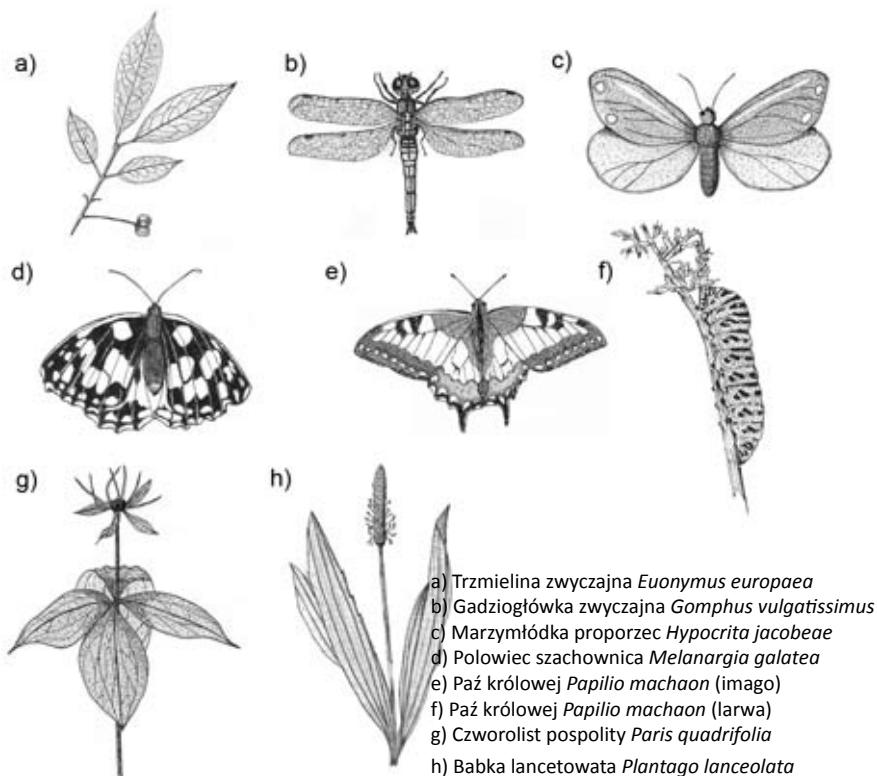 a)
b)
c)
d)
e)
f)
g)
h)
a) Trzmielina zwyczajna Euonymus europaea
b) Gadziogłówka zwyczajna Gomphus vulgatissimus
c) Marzymłódka proporzec Hypocrita jacobeae
d) Polowiec szachownica Melanargia galatea
e) Paź królowej Papilio machaon (imago)
f) Paź królowej Papilio machaon (larwa)
g) Czworolist pospolity Paris quadrifolia
h) Babka lancetowata Plantago lanceolata